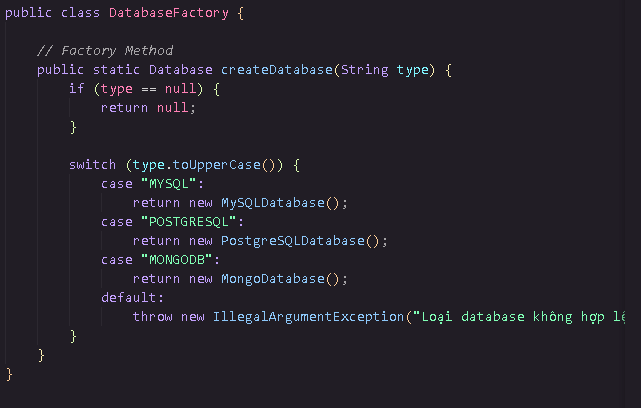 public class DatabaseFactory {
// Factory Method
public static Database createDatabase(String type) {
if (type == null) {
return null;
}
switch (type.toUpperCase()) {
case "MYSQL":
return new MySQLDatabase();
case "POSTGRESQL":
return new PostgreSQLDatabase();
case "MONGODB":
return new MongoDatabase();
default:
throw new IllegalArgumentException("Loại database không hợp lệ
}
}
}